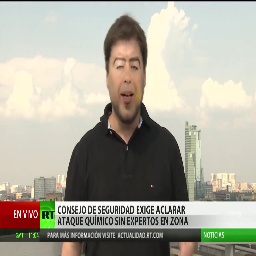 EN VIVO
RT
CONSEJO DE SEGURIDAD EXIGE ACLARAR
ATAQUE QUÍMICO SIN EXPERTOS EN ZONA
PARA MÁS INFORMACIÓN VISITE ACTUALIDAD.RT.COM
NOTICIAS